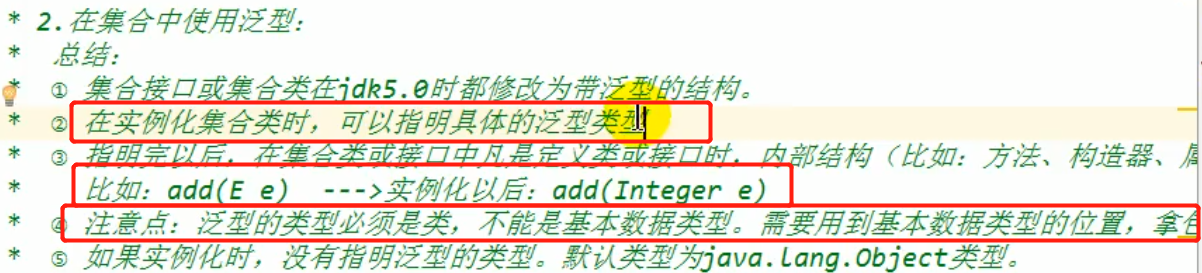 * 2.在集合中使用泛型：
* 总结：
* ① 集合接口或集合类在jdk5.0时都修改为带泛型的结构。
* ② 在实例化集合类时，可以指明具体的泛型类型
* ③ 指明完以后，在集合类或接口中凡是定义类或接口时，内部结构（比如：方法、构造器、属
* 比如：add(E e) --->实例化以后：add(Integer e)
* ④ 注意点：泛型的类型必须是类，不能是基本数据类型。需要用到基本数据类型的位置，拿包
* ⑤ 如果实例化时，没有指明泛型的类型。默认类型为java.lang.Object类型。